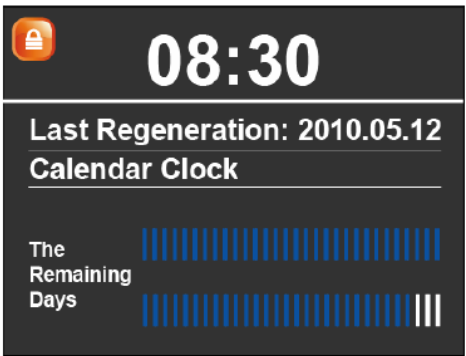 08:30
Last Regeneration: 2010.05.12
Calendar Clock
The
Remaining
Days